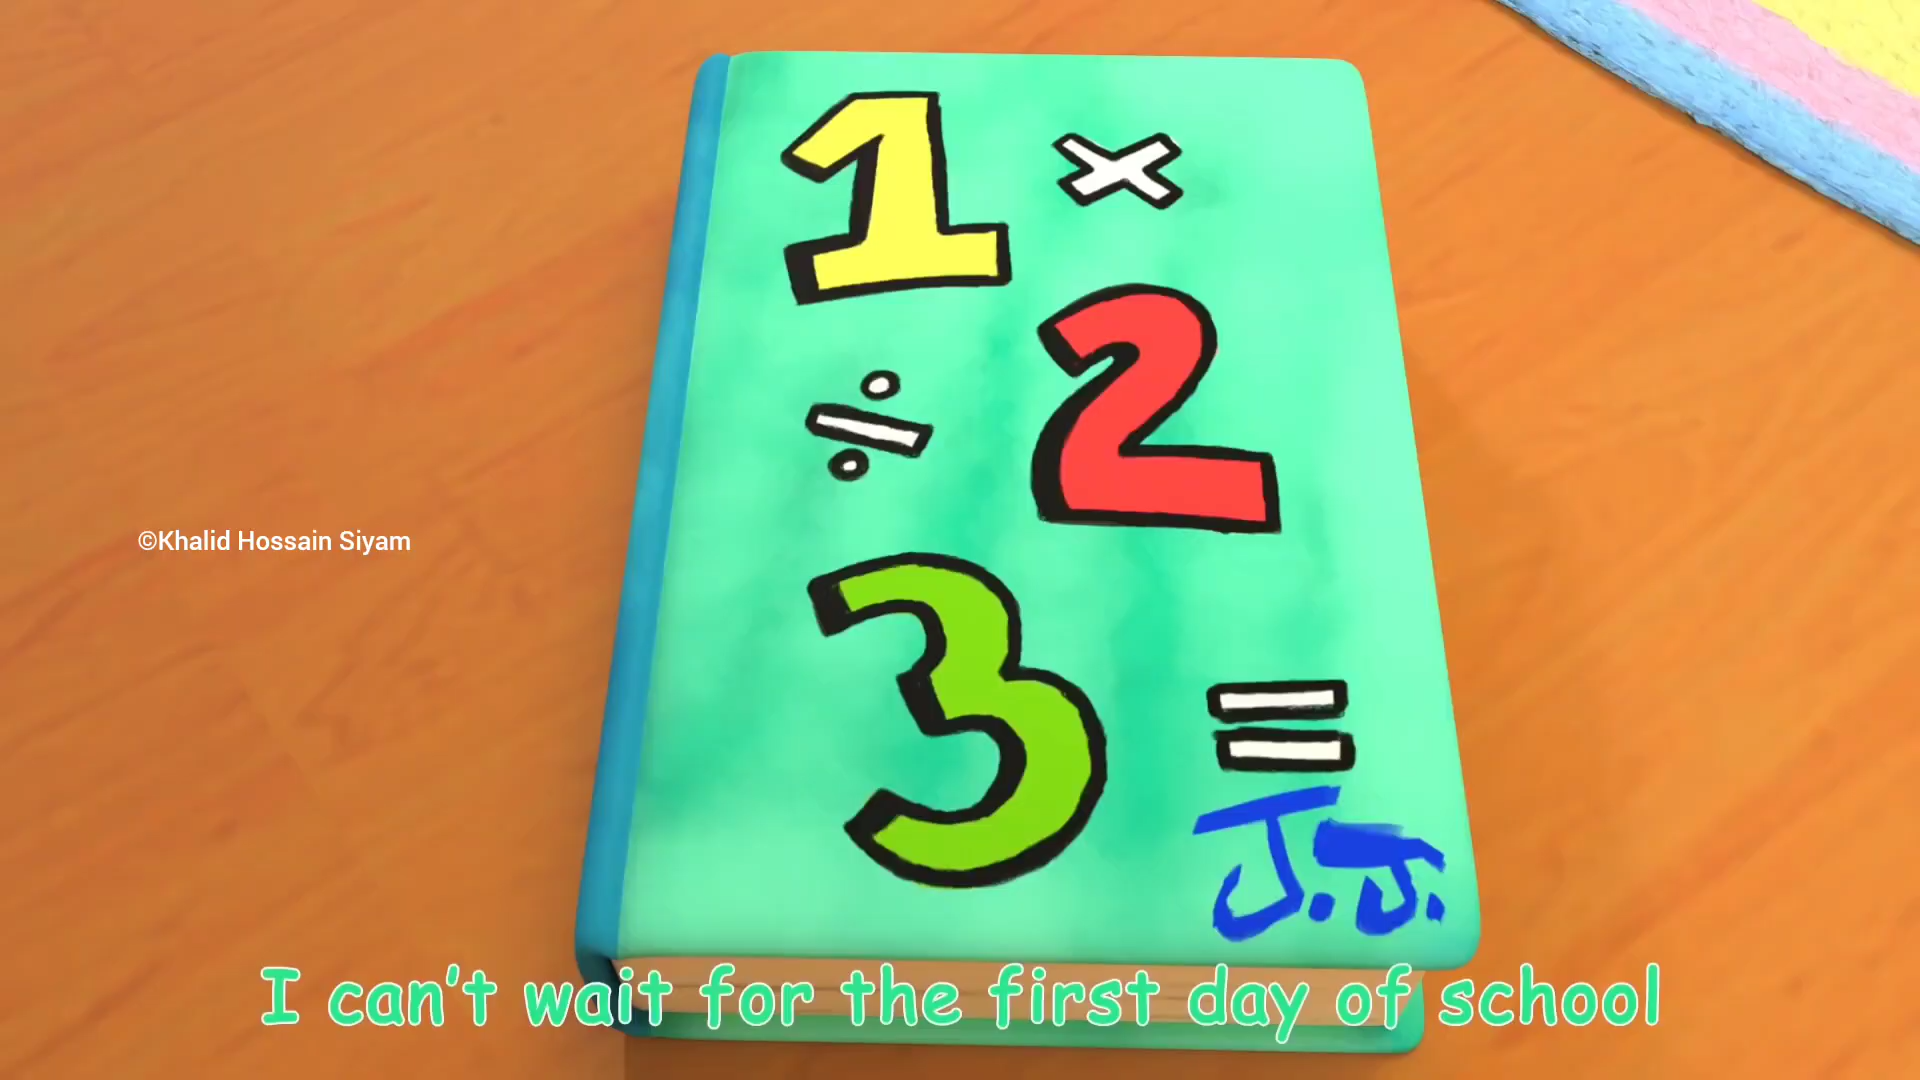 1 ×
÷ 2
3 =
J.J.
©Khalid Hossain Siyam
I can't wait for the first day of school